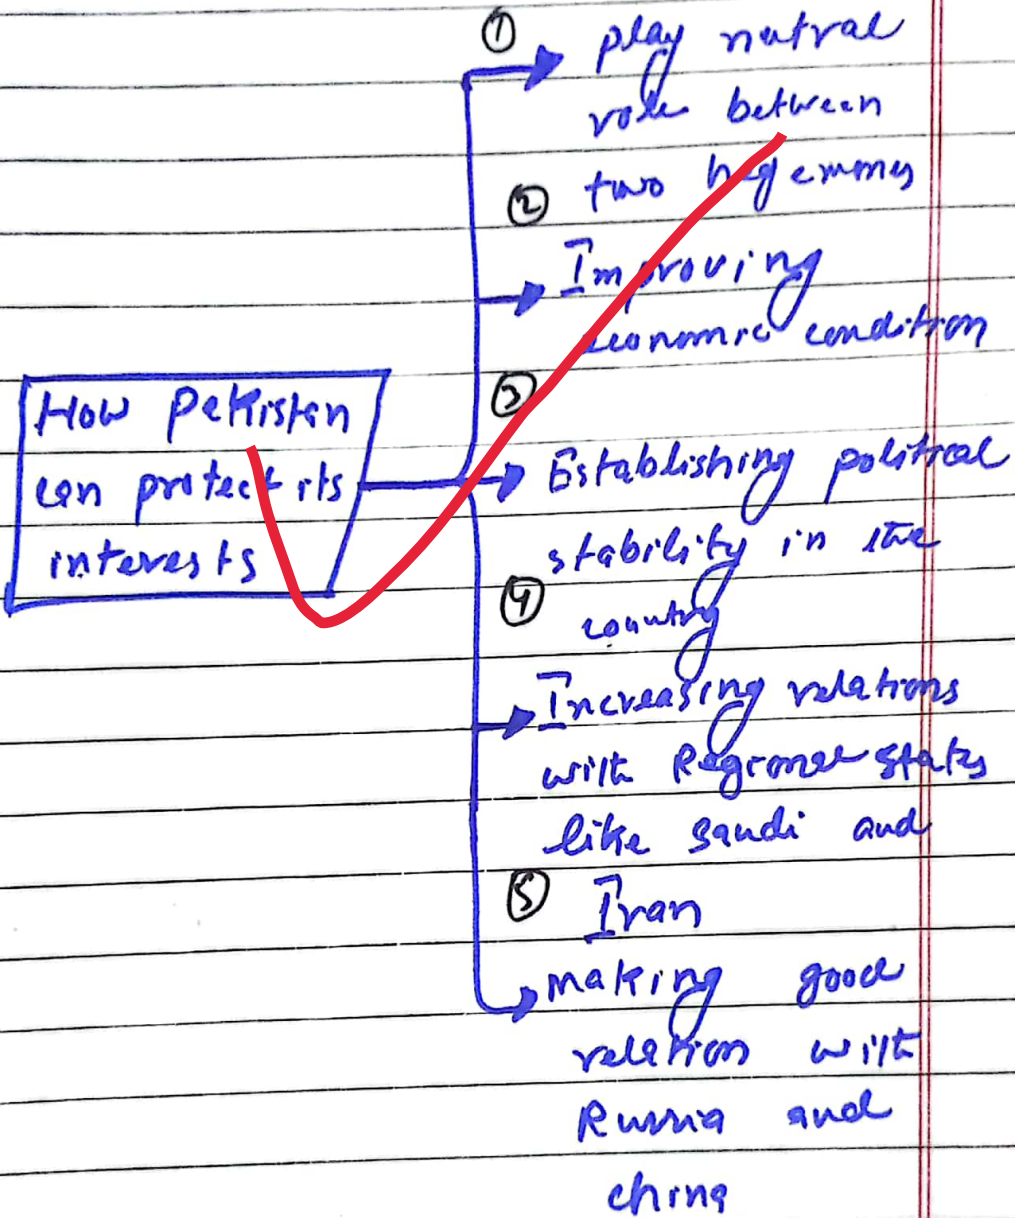 How Pakistan
can protect its
interests
①
play nutral
role between
②
two hegemony
Improving
economic condition
③
Establishing political
stability in the
④
country
Increasing relations
with Regional states
like saudi and
⑤
Iran
making good
relation with
Russia and
china